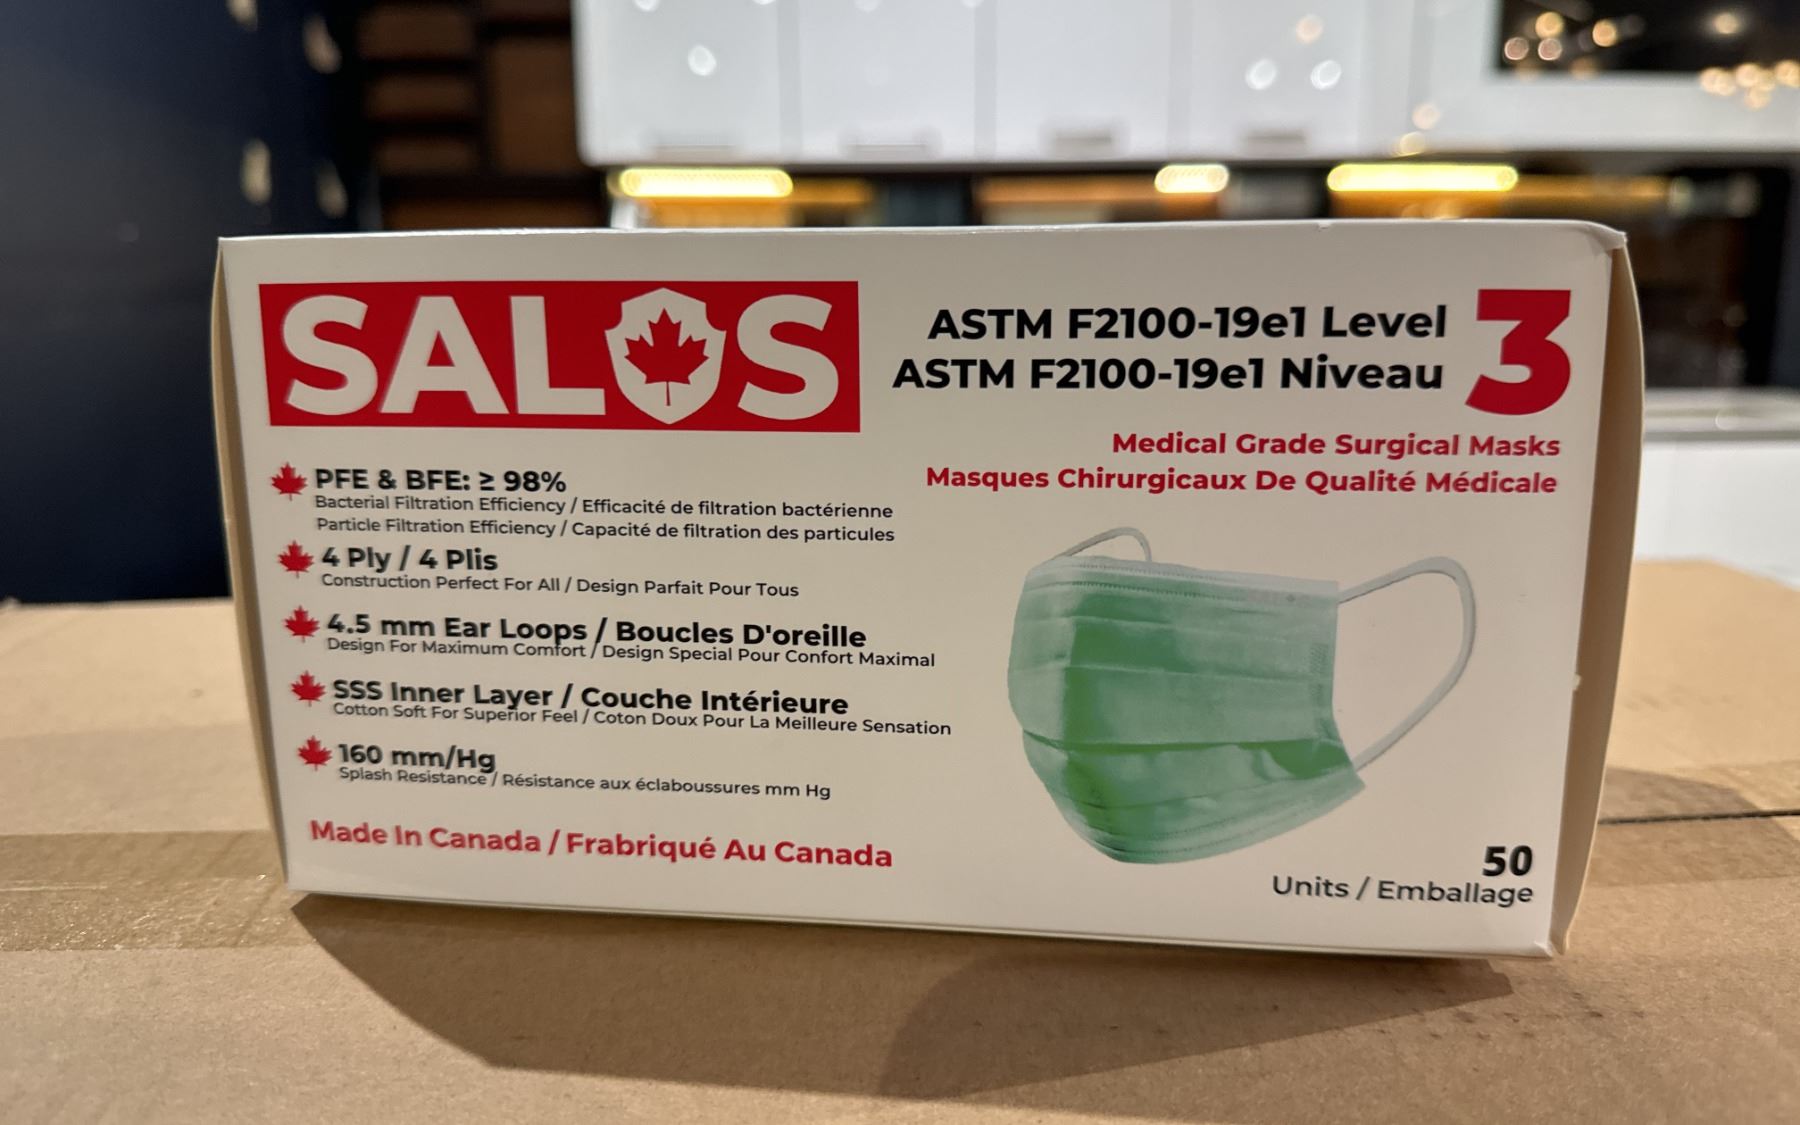 SALOS
ASTM F2100-19e1 Level 3
ASTM F2100-19e1 Niveau
Medical Grade Surgical Masks
Masques Chirurgicaux De Qualité Médicale
PFE & BFE: ≥ 98%
Bacterial Filtration Efficiency / Efficacité de filtration bactérienne
Particle Filtration Efficiency / Capacité de filtration des particules
4 Ply / 4 Plis
Construction Perfect For All / Design Parfait Pour Tous
4.5 mm Ear Loops / Boucles D'oreille
Design For Maximum Comfort / Design Special Pour Confort Maximal
SSS Inner Layer / Couche Intérieure
Cotton Soft For Superior Feel / Coton Doux Pour La Meilleure Sensation
160 mm/Hg
Splash Resistance / Résistance aux éclaboussures mm Hg
Made In Canada / Frabriqué Au Canada
50
Units / Emballage